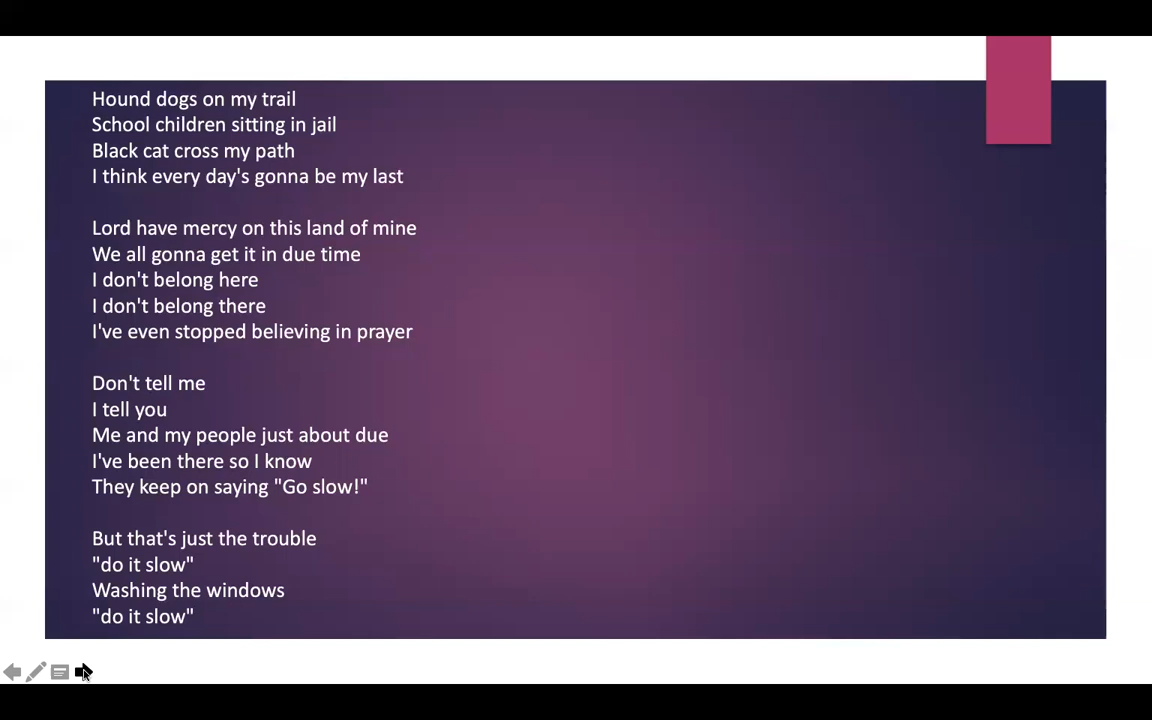 Hound dogs on my trail
School children sitting in jail
Black cat cross my path
I think every day's gonna be my last

Lord have mercy on this land of mine
We all gonna get it in due time
I don't belong here
I don't belong there
I've even stopped believing in prayer

Don't tell me
I tell you
Me and my people just about due
I've been there so I know
They keep on saying "Go slow!"

But that's just the trouble
"do it slow"
Washing the windows
"do it slow"